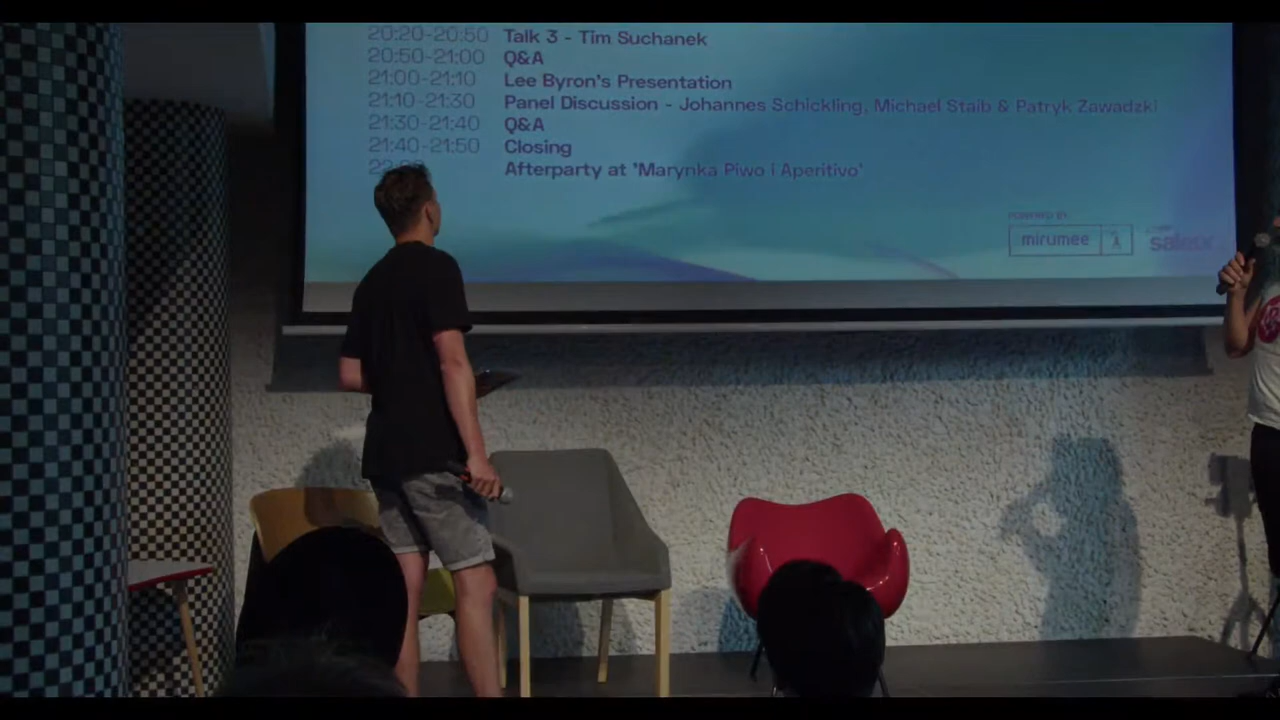 20:20-20:50 Talk 3 - Tim Suchanek
20:50-21:00 Q&A
21:00-21:10 Lee Byron's Presentation
21:10-21:30 Panel Discussion - Johannes Schickling, Michael Staib & Patryk Zawadzki
21:30-21:40 Q&A
21:40-21:50 Closing
Afterparty at 'Marynka Piwo i Aperitivo'
POWERED BY
mirumee